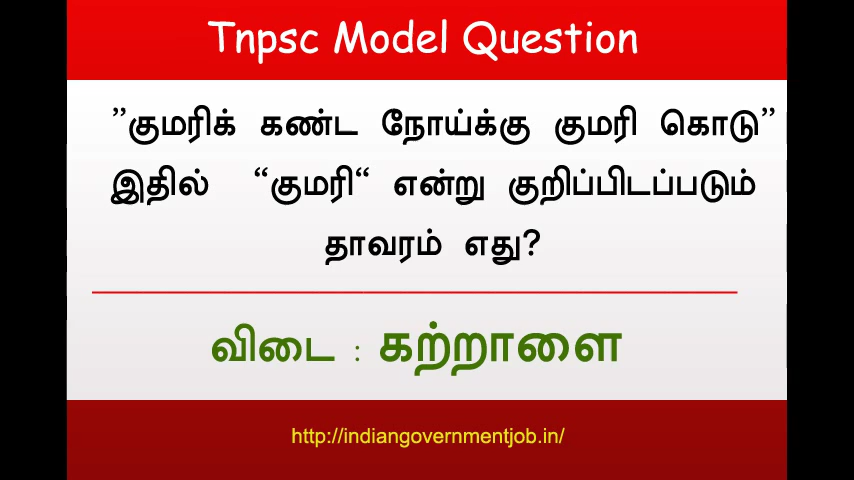 Tnpsc Model Question
”குமரிக் கண்ட நோய்க்கு குமரி கொடு”
இதில் “குமரி“ என்று குறிப்பிடப்படும்
தாவரம் எது?
விடை : கற்றாளை
http://indiangovernmentjob.in/